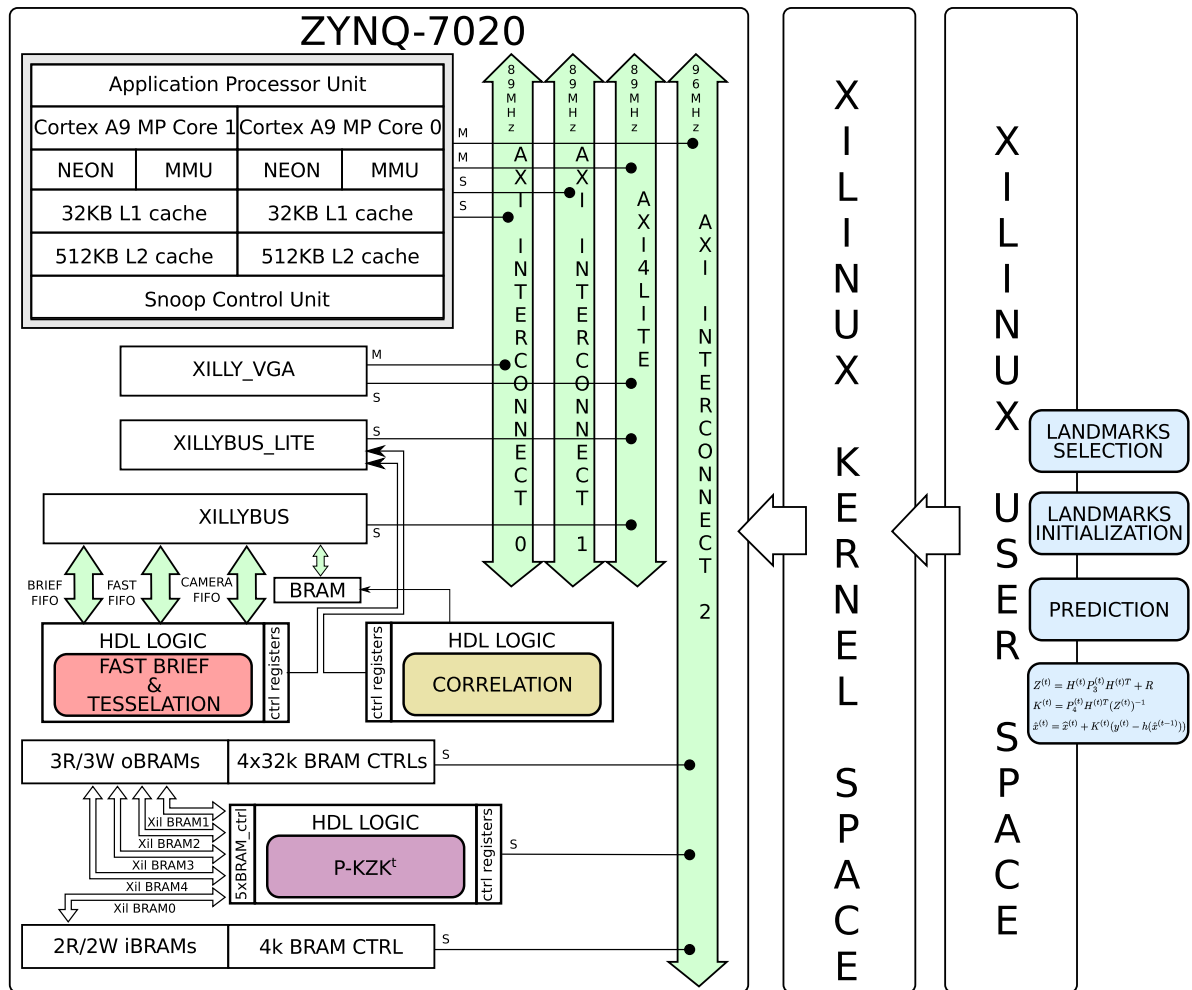 ZYNQ-7020
Application Processor Unit
Cortex A9 MP Core 1
Cortex A9 MP Core 0
NEON
MMU
NEON
MMU
32KB L1 cache
32KB L1 cache
512KB L2 cache
512KB L2 cache
Snoop Control Unit
M
M
S
S
89MHz
89MHz
89MHz
96MHz
AXI INTERCONNECT 0
AXI INTERCONNECT 1
AXI4LITE
AXI INTERCONNECT 2
XILLY_VGA
M
S
XILLYBUS_LITE
S
XILLYBUS
S
BRIEF
FIFO
FAST
FIFO
CAMERA
FIFO
BRAM
HDL LOGIC
FAST BRIEF
&
TESSELATION
ctrl registers
ctrl registers
HDL LOGIC
CORRELATION
3R/3W oBRAMs
4x32k BRAM CTRLs
S
Xil BRAM1
Xil BRAM2
Xil BRAM3
Xil BRAM4
Xil BRAM0
5xBRAM_ctrl
HDL LOGIC
P-KZKᵗ
ctrl registers
S
2R/2W iBRAMs
4k BRAM CTRL
S
XILINUX KERNEL SPACE
XILINUX USER SPACE
LANDMARKS
SELECTION
LANDMARKS
INITIALIZATION
PREDICTION
Z^(t) = H^(t) P_3^(t) H^(t)T + R
K^(t) = P_4^(t) H^(t)T (Z^(t))^-1
x̂^(t) = x̂^(t) + K^(t)(y^(t) − h(x̂^(t−1)))